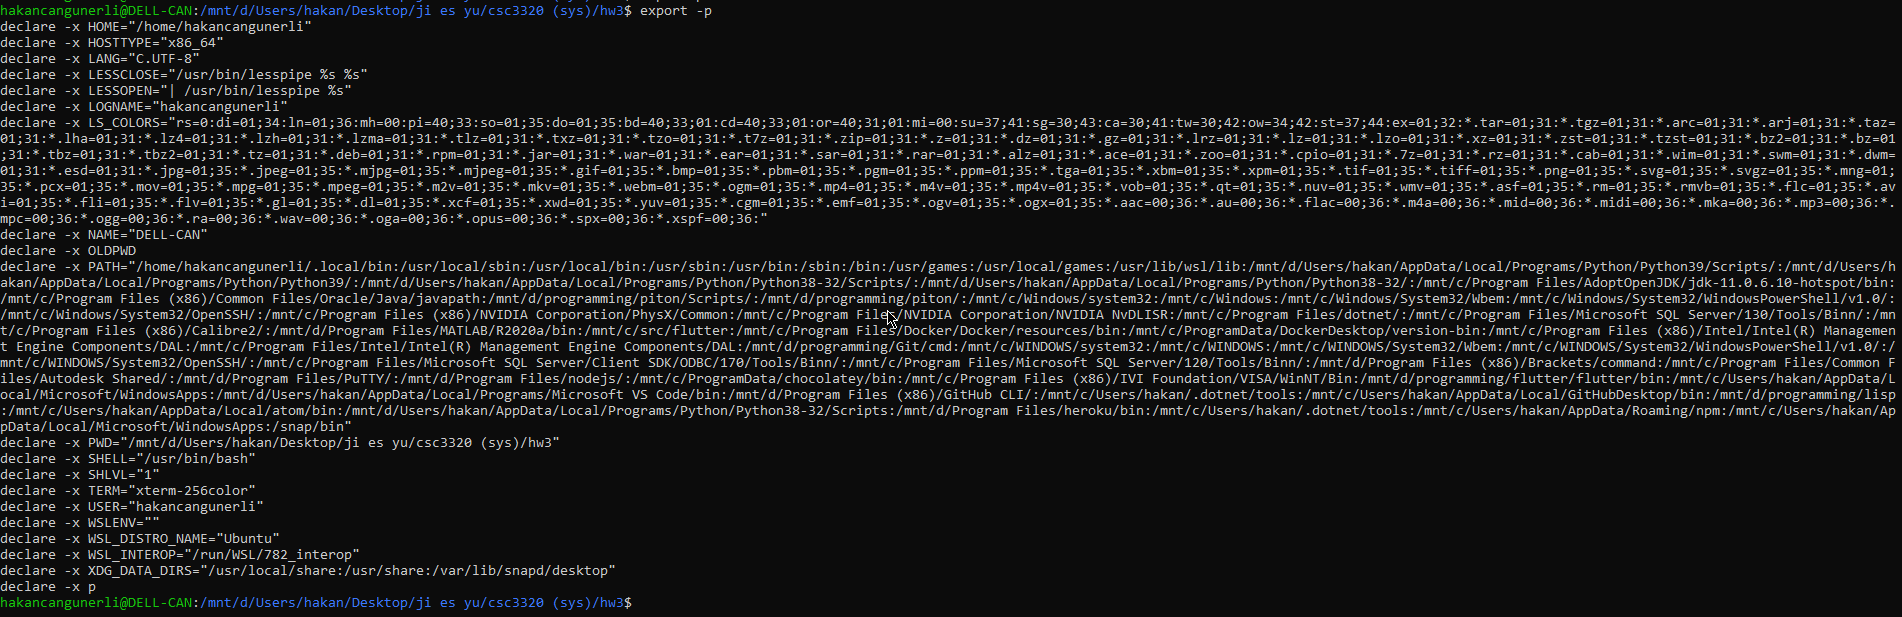 hakancangunerli@DELL-CAN:/mnt/d/Users/hakan/Desktop/ji es yu/csc3320 (sys)/hw3$ export -p
declare -x HOME="/home/hakancangunerli"
declare -x HOSTTYPE="x86_64"
declare -x LANG="C.UTF-8"
declare -x LESSCLOSE="/usr/bin/lesspipe %s %s"
declare -x LESSOPEN="| /usr/bin/lesspipe %s"
declare -x LOGNAME="hakancangunerli"
declare -x LS_COLORS="rs=0:di=01;34:ln=01;36:mh=00:pi=40;33:so=01;35:do=01;35:bd=40;33;01:cd=40;33;01:or=40;31;01:mi=00:su=37;41:sg=30;43:ca=30;41:tw=30;42:ow=34;42:st=37;44:ex=01;32:*.tar=01;31:*.tgz=01;31:*.arc=01;31:*.arj=01;31:*.taz=
01;31:*.lha=01;31:*.lz4=01;31:*.lzh=01;31:*.lzma=01;31:*.tlz=01;31:*.txz=01;31:*.tzo=01;31:*.t7z=01;31:*.zip=01;31:*.z=01;31:*.dz=01;31:*.gz=01;31:*.lrz=01;31:*.lz=01;31:*.lzo=01;31:*.xz=01;31:*.zst=01;31:*.tzst=01;31:*.bz2=01;31:*.bz=01
;31:*.tbz=01;31:*.tbz2=01;31:*.tz=01;31:*.deb=01;31:*.rpm=01;31:*.jar=01;31:*.war=01;31:*.ear=01;31:*.sar=01;31:*.rar=01;31:*.alz=01;31:*.ace=01;31:*.zoo=01;31:*.cpio=01;31:*.7z=01;31:*.rz=01;31:*.cab=01;31:*.wim=01;31:*.swm=01;31:*.dwm=
01;31:*.esd=01;31:*.jpg=01;35:*.jpeg=01;35:*.mjpg=01;35:*.mjpeg=01;35:*.gif=01;35:*.bmp=01;35:*.pbm=01;35:*.pgm=01;35:*.ppm=01;35:*.tga=01;35:*.xbm=01;35:*.xpm=01;35:*.tif=01;35:*.tiff=01;35:*.png=01;35:*.svg=01;35:*.svgz=01;35:*.mng=01;
35:*.pcx=01;35:*.mov=01;35:*.mpg=01;35:*.mpeg=01;35:*.m2v=01;35:*.mkv=01;35:*.webm=01;35:*.ogm=01;35:*.mp4=01;35:*.m4v=01;35:*.mp4v=01;35:*.vob=01;35:*.qt=01;35:*.nuv=01;35:*.wmv=01;35:*.asf=01;35:*.rm=01;35:*.rmvb=01;35:*.flc=01;35:*.av
i=01;35:*.fli=01;35:*.flv=01;35:*.gl=01;35:*.dl=01;35:*.xcf=01;35:*.xwd=01;35:*.yuv=01;35:*.cgm=01;35:*.emf=01;35:*.ogv=01;35:*.ogx=01;35:*.aac=00;36:*.au=00;36:*.flac=00;36:*.m4a=00;36:*.mid=00;36:*.midi=00;36:*.mka=00;36:*.mp3=00;36:*.
mpc=00;36:*.ogg=00;36:*.ra=00;36:*.wav=00;36:*.oga=00;36:*.opus=00;36:*.spx=00;36:*.xspf=00;36:"
declare -x NAME="DELL-CAN"
declare -x OLDPWD
declare -x PATH="/home/hakancangunerli/.local/bin:/usr/local/sbin:/usr/local/bin:/usr/sbin:/usr/bin:/sbin:/bin:/usr/games:/usr/local/games:/usr/lib/wsl/lib:/mnt/d/Users/hakan/AppData/Local/Programs/Python/Python39/Scripts/:/mnt/d/Users/h
akan/AppData/Local/Programs/Python/Python39/:/mnt/d/Users/hakan/AppData/Local/Programs/Python/Python38-32/Scripts/:/mnt/d/Users/hakan/AppData/Local/Programs/Python/Python38-32/:/mnt/c/Program Files/AdoptOpenJDK/jdk-11.0.6.10-hotspot/bin:
/mnt/c/Program Files (x86)/Common Files/Oracle/Java/javapath:/mnt/d/programming/piton/Scripts/:/mnt/d/programming/piton/:/mnt/c/Windows/system32:/mnt/c/Windows:/mnt/c/Windows/System32/Wbem:/mnt/c/Windows/System32/WindowsPowerShell/v1.0/:
/mnt/c/Windows/System32/OpenSSH/:/mnt/c/Program Files (x86)/NVIDIA Corporation/PhysX/Common:/mnt/c/Program Files/NVIDIA Corporation/NVIDIA NvDLISR:/mnt/c/Program Files/dotnet/:/mnt/c/Program Files/Microsoft SQL Server/130/Tools/Binn/:/mn
t/c/Program Files (x86)/Calibre2/:/mnt/d/Program Files/MATLAB/R2020a/bin:/mnt/c/src/flutter:/mnt/c/Program Files/Docker/Docker/resources/bin:/mnt/c/ProgramData/DockerDesktop/version-bin:/mnt/c/Program Files (x86)/Intel/Intel(R) Managemen
t Engine Components/DAL:/mnt/c/Program Files/Intel/Intel(R) Management Engine Components/DAL:/mnt/d/programming/Git/cmd:/mnt/c/WINDOWS/system32:/mnt/c/WINDOWS:/mnt/c/WINDOWS/System32/Wbem:/mnt/c/WINDOWS/System32/WindowsPowerShell/v1.0/:/
mnt/c/WINDOWS/System32/OpenSSH/:/mnt/c/Program Files/Microsoft SQL Server/Client SDK/ODBC/170/Tools/Binn/:/mnt/c/Program Files/Microsoft SQL Server/120/Tools/Binn/:/mnt/d/Program Files (x86)/Brackets/command:/mnt/c/Program Files/Common F
iles/Autodesk Shared/:/mnt/d/Program Files/PuTTY/:/mnt/d/Program Files/nodejs/:/mnt/c/ProgramData/chocolatey/bin:/mnt/c/Program Files (x86)/IVI Foundation/VISA/WinNT/Bin:/mnt/d/programming/flutter/flutter/bin:/mnt/c/Users/hakan/AppData/L
ocal/Microsoft/WindowsApps:/mnt/d/Users/hakan/AppData/Local/Programs/Microsoft VS Code/bin:/mnt/d/Program Files (x86)/GitHub CLI/:/mnt/c/Users/hakan/.dotnet/tools:/mnt/c/Users/hakan/AppData/Local/GitHubDesktop/bin:/mnt/d/programming/lisp
:/mnt/c/Users/hakan/AppData/Local/atom/bin:/mnt/d/Users/hakan/AppData/Local/Programs/Python/Python38-32/Scripts:/mnt/d/Program Files/heroku/bin:/mnt/c/Users/hakan/.dotnet/tools:/mnt/c/Users/hakan/AppData/Roaming/npm:/mnt/c/Users/hakan/Ap
pData/Local/Microsoft/WindowsApps:/snap/bin"
declare -x PWD="/mnt/d/Users/hakan/Desktop/ji es yu/csc3320 (sys)/hw3"
declare -x SHELL="/usr/bin/bash"
declare -x SHLVL="1"
declare -x TERM="xterm-256color"
declare -x USER="hakancangunerli"
declare -x WSLENV=""
declare -x WSL_DISTRO_NAME="Ubuntu"
declare -x WSL_INTEROP="/run/WSL/782_interop"
declare -x XDG_DATA_DIRS="/usr/local/share:/usr/share:/var/lib/snapd/desktop"
declare -x p
hakancangunerli@DELL-CAN:/mnt/d/Users/hakan/Desktop/ji es yu/csc3320 (sys)/hw3$